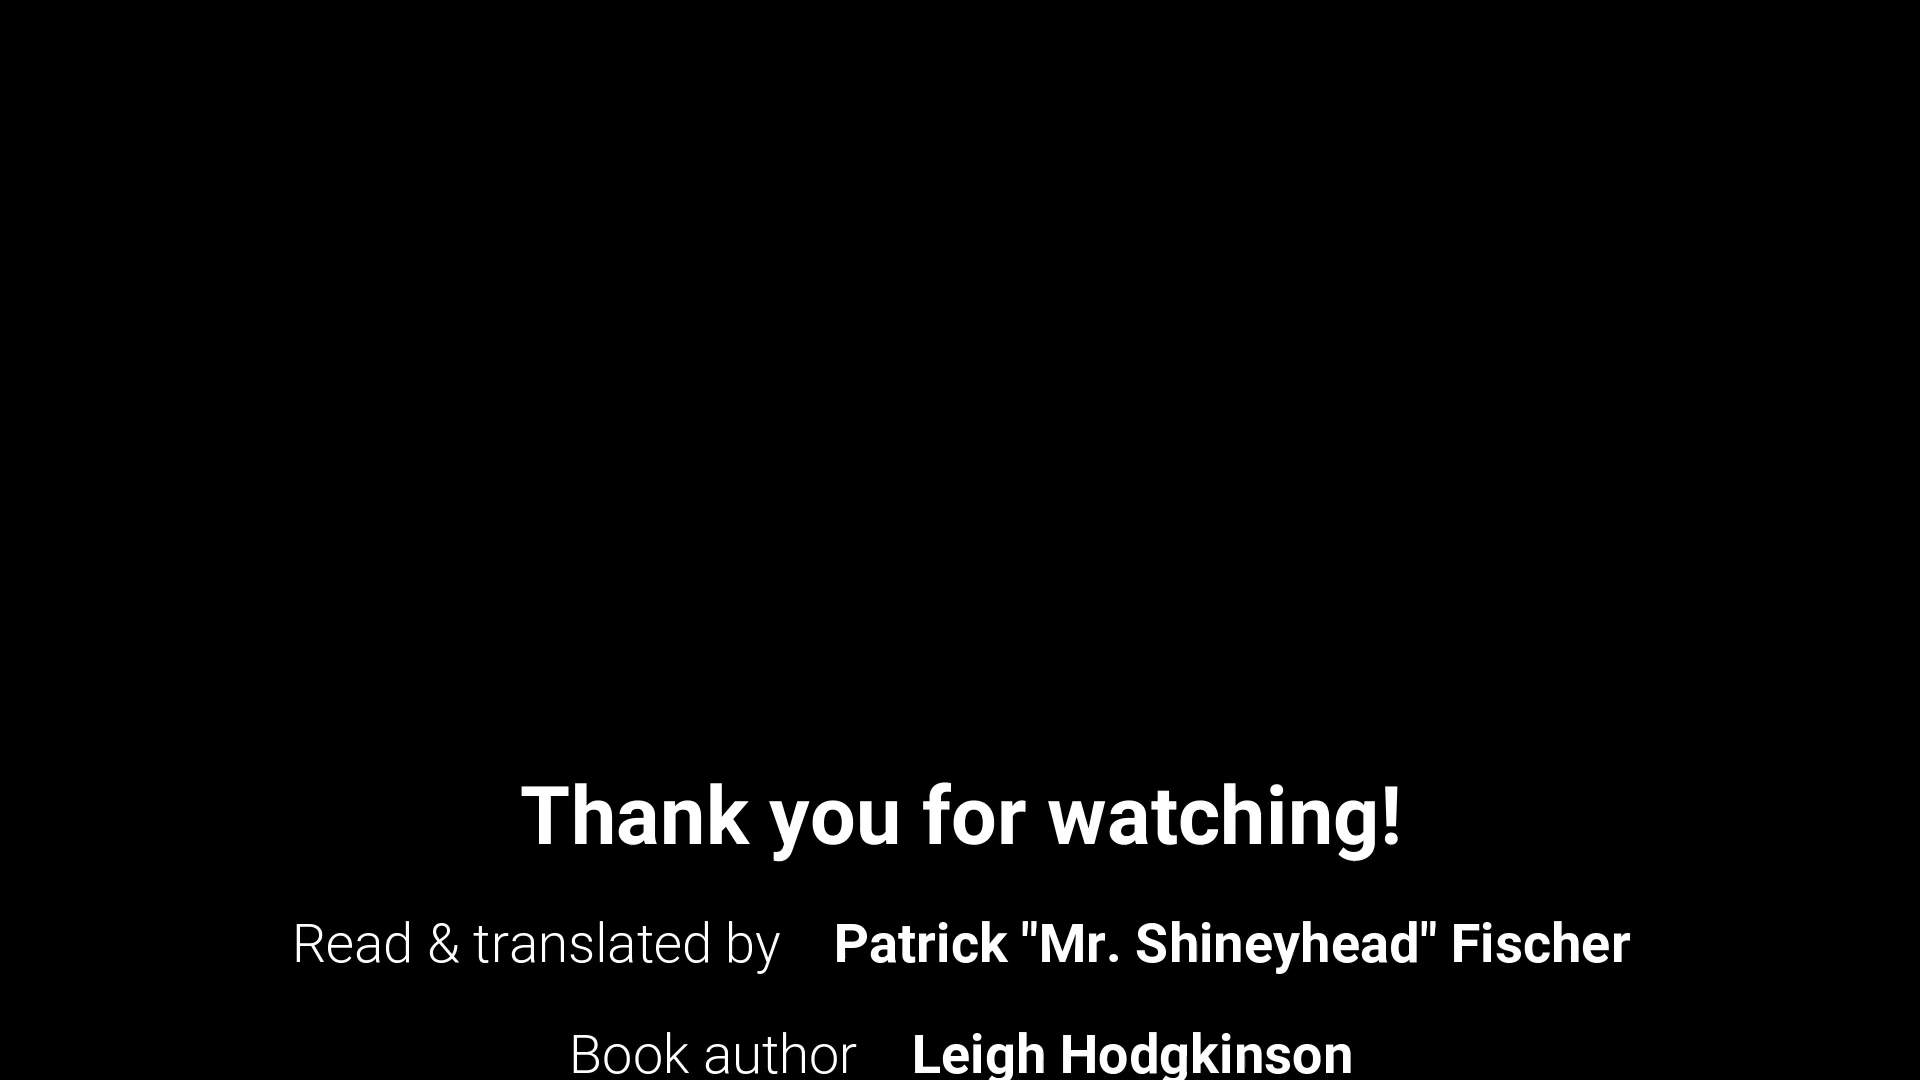 Thank you for watching!
Read & translated by Patrick "Mr. Shineyhead" Fischer
Book author Leigh Hodgkinson